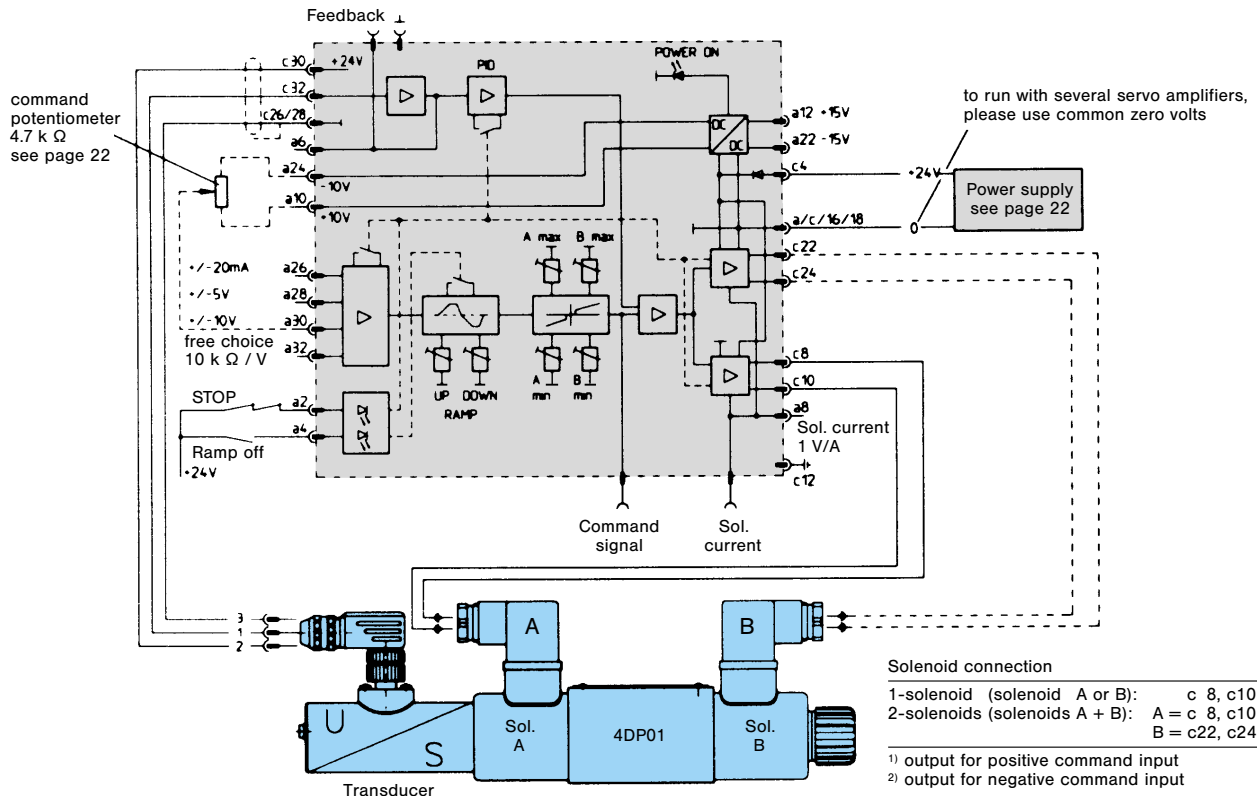 Feedback
c30
+24V
POWER ON
c32
PID
command
potentiometer
4.7 k Ω
see page 22
c26/28
to run with several servo amplifiers,
please use common zero volts
DC
DC
a12 +15V
a22 -15V
a6
c4
+24V
a24
-10V
Power supply
see page 22
a10
+10V
a/c/16/18
0
A max
B max
c22
c24
+/-20mA
a26
+/-5V
a28
+/-10V
a30
free choice
10 k Ω / V
a32
UP
DOWN
RAMP
A
min
B
min
c8
c10
STOP
a2
a8
Sol. current
1 V/A
a4
Ramp off
+24V
c12
Command
signal
Sol.
current
3
1
2
A
B
U
S
Sol.
A
4DP01
Sol.
B
Transducer
Solenoid connection
1-solenoid (solenoid A or B): c 8, c10
2-solenoids (solenoids A + B): A = c 8, c10
B = c22, c24
1) output for positive command input
2) output for negative command input